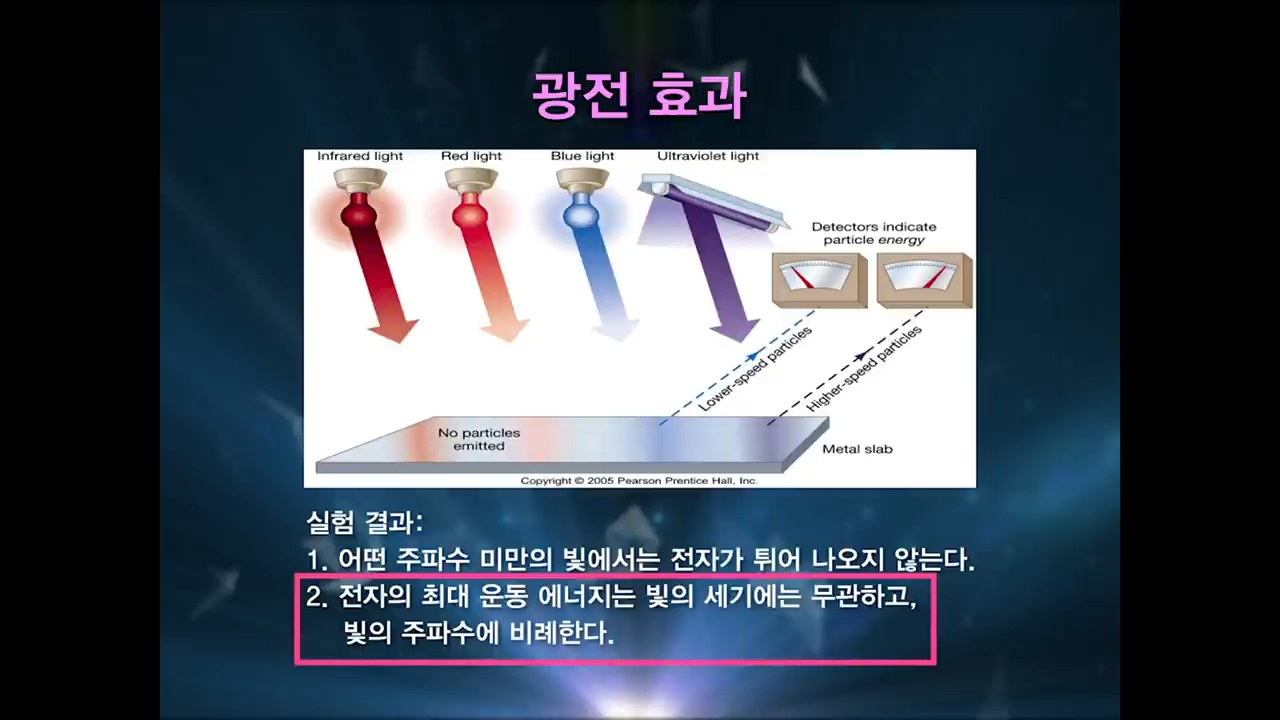 광전 효과
Infrared light
Red light
Blue light
Ultraviolet light
Detectors indicate
particle energy
Lower-speed particles
Higher-speed particles
No particles
emitted
Metal slab
Copyright © 2005 Pearson Prentice Hall, Inc.
실험 결과:
1. 어떤 주파수 미만의 빛에서는 전자가 튀어 나오지 않는다.
2. 전자의 최대 운동 에너지는 빛의 세기에는 무관하고,
빛의 주파수에 비례한다.